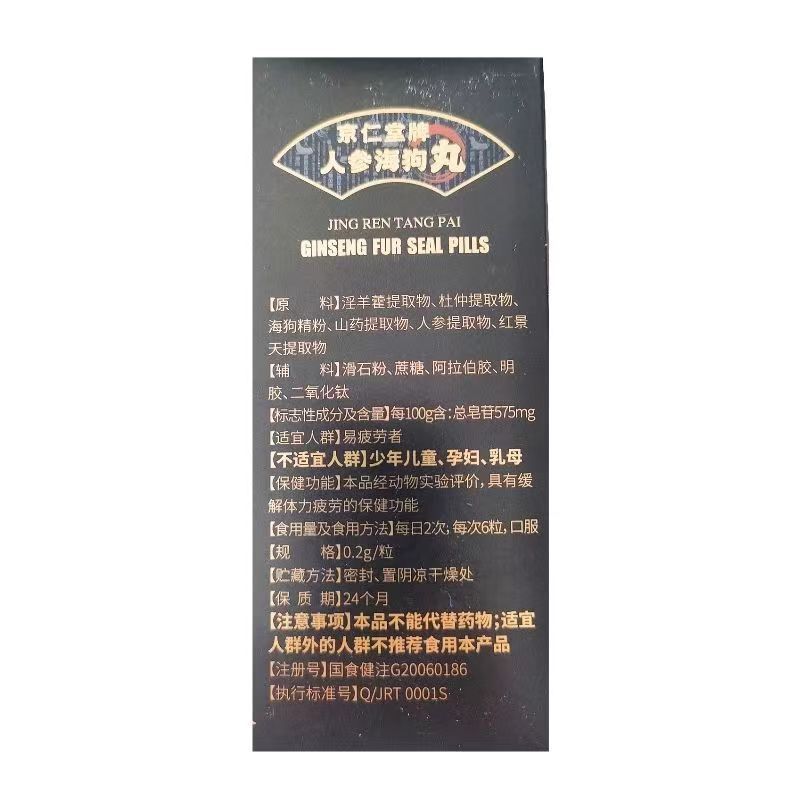 京仁堂牌
人参海狗丸
JING REN TANG PAI
GINSENG FUR SEAL PILLS
【原 料】淫羊藿提取物、杜仲提取物、
海狗精粉、山药提取物、人参提取物、红景
天提取物
【辅 料】滑石粉、蔗糖、阿拉伯胶、明
胶、二氧化钛
【标志性成分及含量】每100g含:总皂苷575mg
【适宜人群】易疲劳者
【不适宜人群】少年儿童、孕妇、乳母
【保健功能】本品经动物实验评价,具有缓
解体力疲劳的保健功能
【食用量及食用方法】每日2次;每次6粒,口服
【规 格】0.2g/粒
【贮藏方法】密封、置阴凉干燥处
【保 质 期】24个月
【注意事项】本品不能代替药物;适宜
人群外的人群不推荐食用本产品
【注册号】国食健注G20060186
【执行标准号】Q/JRT 0001S